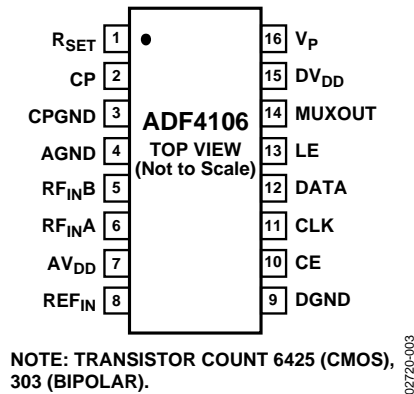 RSET 1
CP 2
CPGND 3
AGND 4
RFINB 5
RFINA 6
AVDD 7
REFIN 8
ADF4106
TOP VIEW
(Not to Scale)
16 VP
15 DVDD
14 MUXOUT
13 LE
12 DATA
11 CLK
10 CE
9 DGND
NOTE: TRANSISTOR COUNT 6425 (CMOS),
303 (BIPOLAR).
02720-003